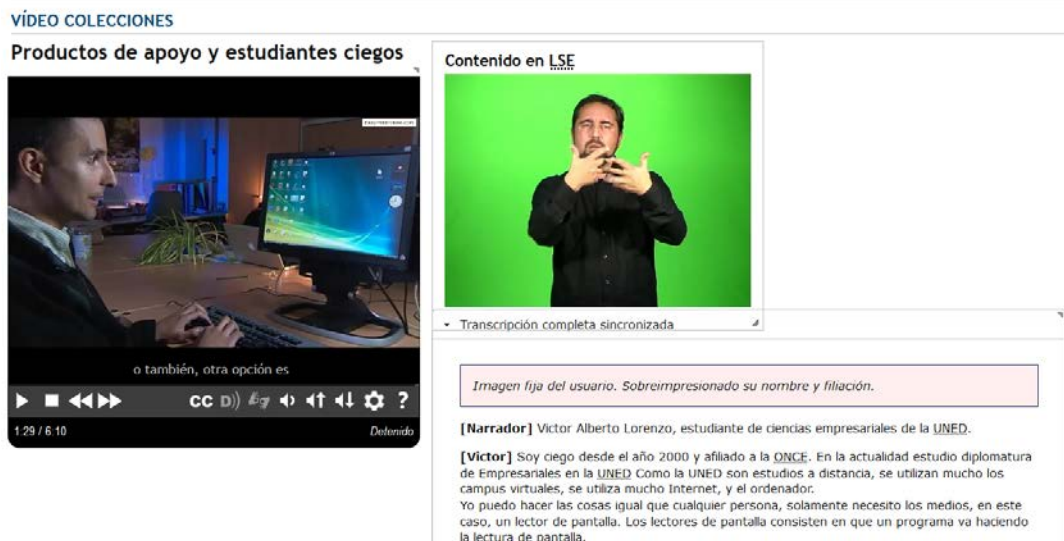 VÍDEO COLECCIONES
Productos de apoyo y estudiantes ciegos
o también, otra opción es
CC D))
?
1:29 / 6:10
Detenido
Contenido en LSE
Transcripción completa sincronizada
Imagen fija del usuario. Sobreimpresionado su nombre y filiación.
[Narrador] Victor Alberto Lorenzo, estudiante de ciencias empresariales de la UNED.
[Victor] Soy ciego desde el año 2000 y afiliado a la ONCE. En la actualidad estudio diplomatura
de Empresariales en la UNED Como la UNED son estudios a distancia, se utilizan mucho los
campus virtuales, se utiliza mucho Internet, y el ordenador.
Yo puedo hacer las cosas igual que cualquier persona, solamente necesito los medios, en este
caso, un lector de pantalla. Los lectores de pantalla consisten en que un programa va haciendo
la lectura de pantalla.